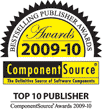 BESTSELLING PUBLISHER AWARDS
Awards
2009-10
ComponentSource®
The Definitive Source of Software Components
TOP 10 PUBLISHER
ComponentSource® Awards 2009-10